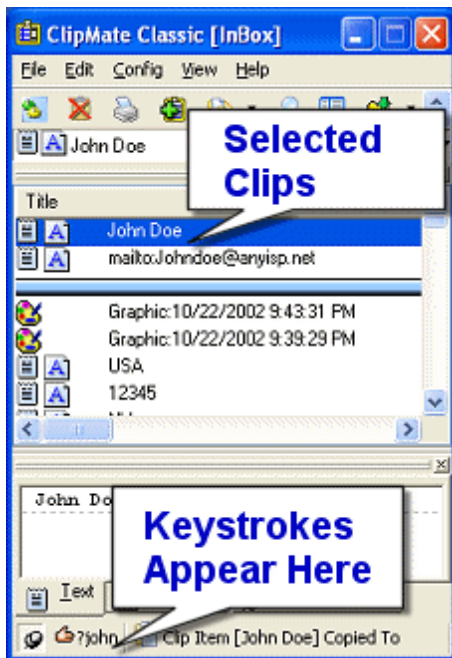 ClipMate Classic [InBox]
File Edit Config View Help
John Doe
Selected
Clips
Title
John Doe
mailto:Johndoe@anyisp.net
Graphic:10/22/2002 9:43:31 PM
Graphic:10/22/2002 9:39:29 PM
USA
12345
John Do
Keystrokes
Appear Here
Text
?john
Clip Item [John Doe] Copied To